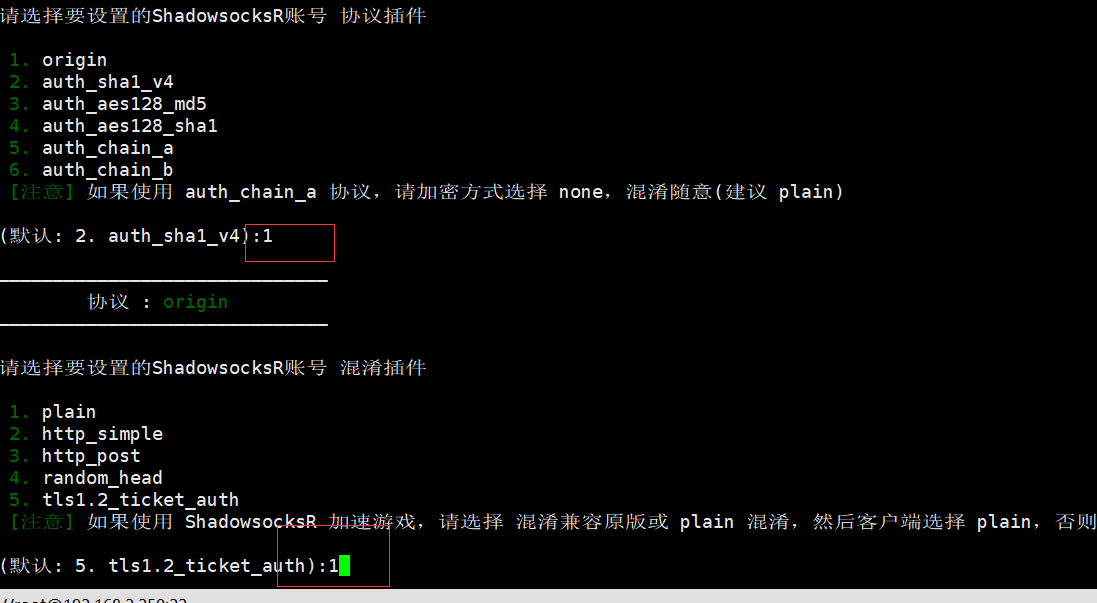 请选择要设置的ShadowsocksR账号 协议插件
1. origin
2. auth_sha1_v4
3. auth_aes128_md5
4. auth_aes128_sha1
5. auth_chain_a
6. auth_chain_b
[注意] 如果使用 auth_chain_a 协议，请加密方式选择 none，混淆随意(建议 plain)
(默认: 2. auth_sha1_v4):1
协议 : origin
请选择要设置的ShadowsocksR账号 混淆插件
1. plain
2. http_simple
3. http_post
4. random_head
5. tls1.2_ticket_auth
[注意] 如果使用 ShadowsocksR 加速游戏，请选择 混淆兼容原版或 plain 混淆，然后客户端选择 plain，否则
(默认: 5. tls1.2_ticket_auth):1